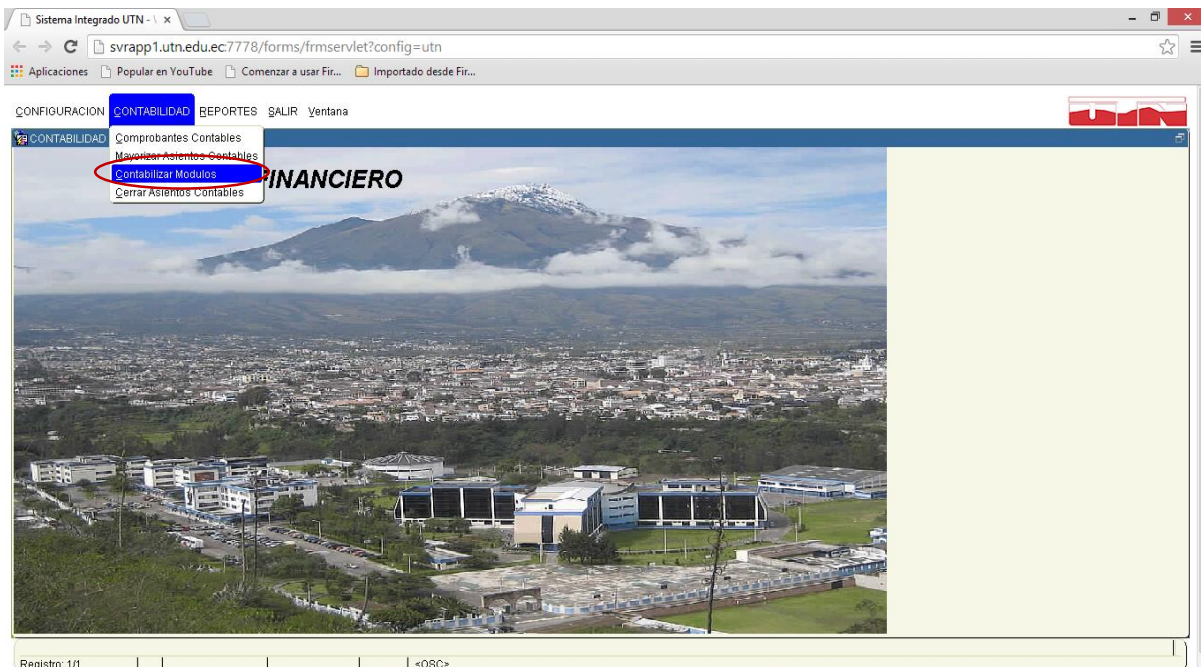 Sistema Integrado UTN - \
svrapp1.utn.edu.ec:7778/forms/frmservlet?config=utn
Aplicaciones Popular en YouTube Comenzar a usar Fir... Importado desde Fir...
CONFIGURACION CONTABILIDAD REPORTES SALIR Ventana
CONTABILIDAD
Comprobantes Contables
Mayorizar Asientos Contables
Contabilizar Modulos
Cerrar Asientos Contables
FINANCIERO
Registro: 1/1 <OSC>